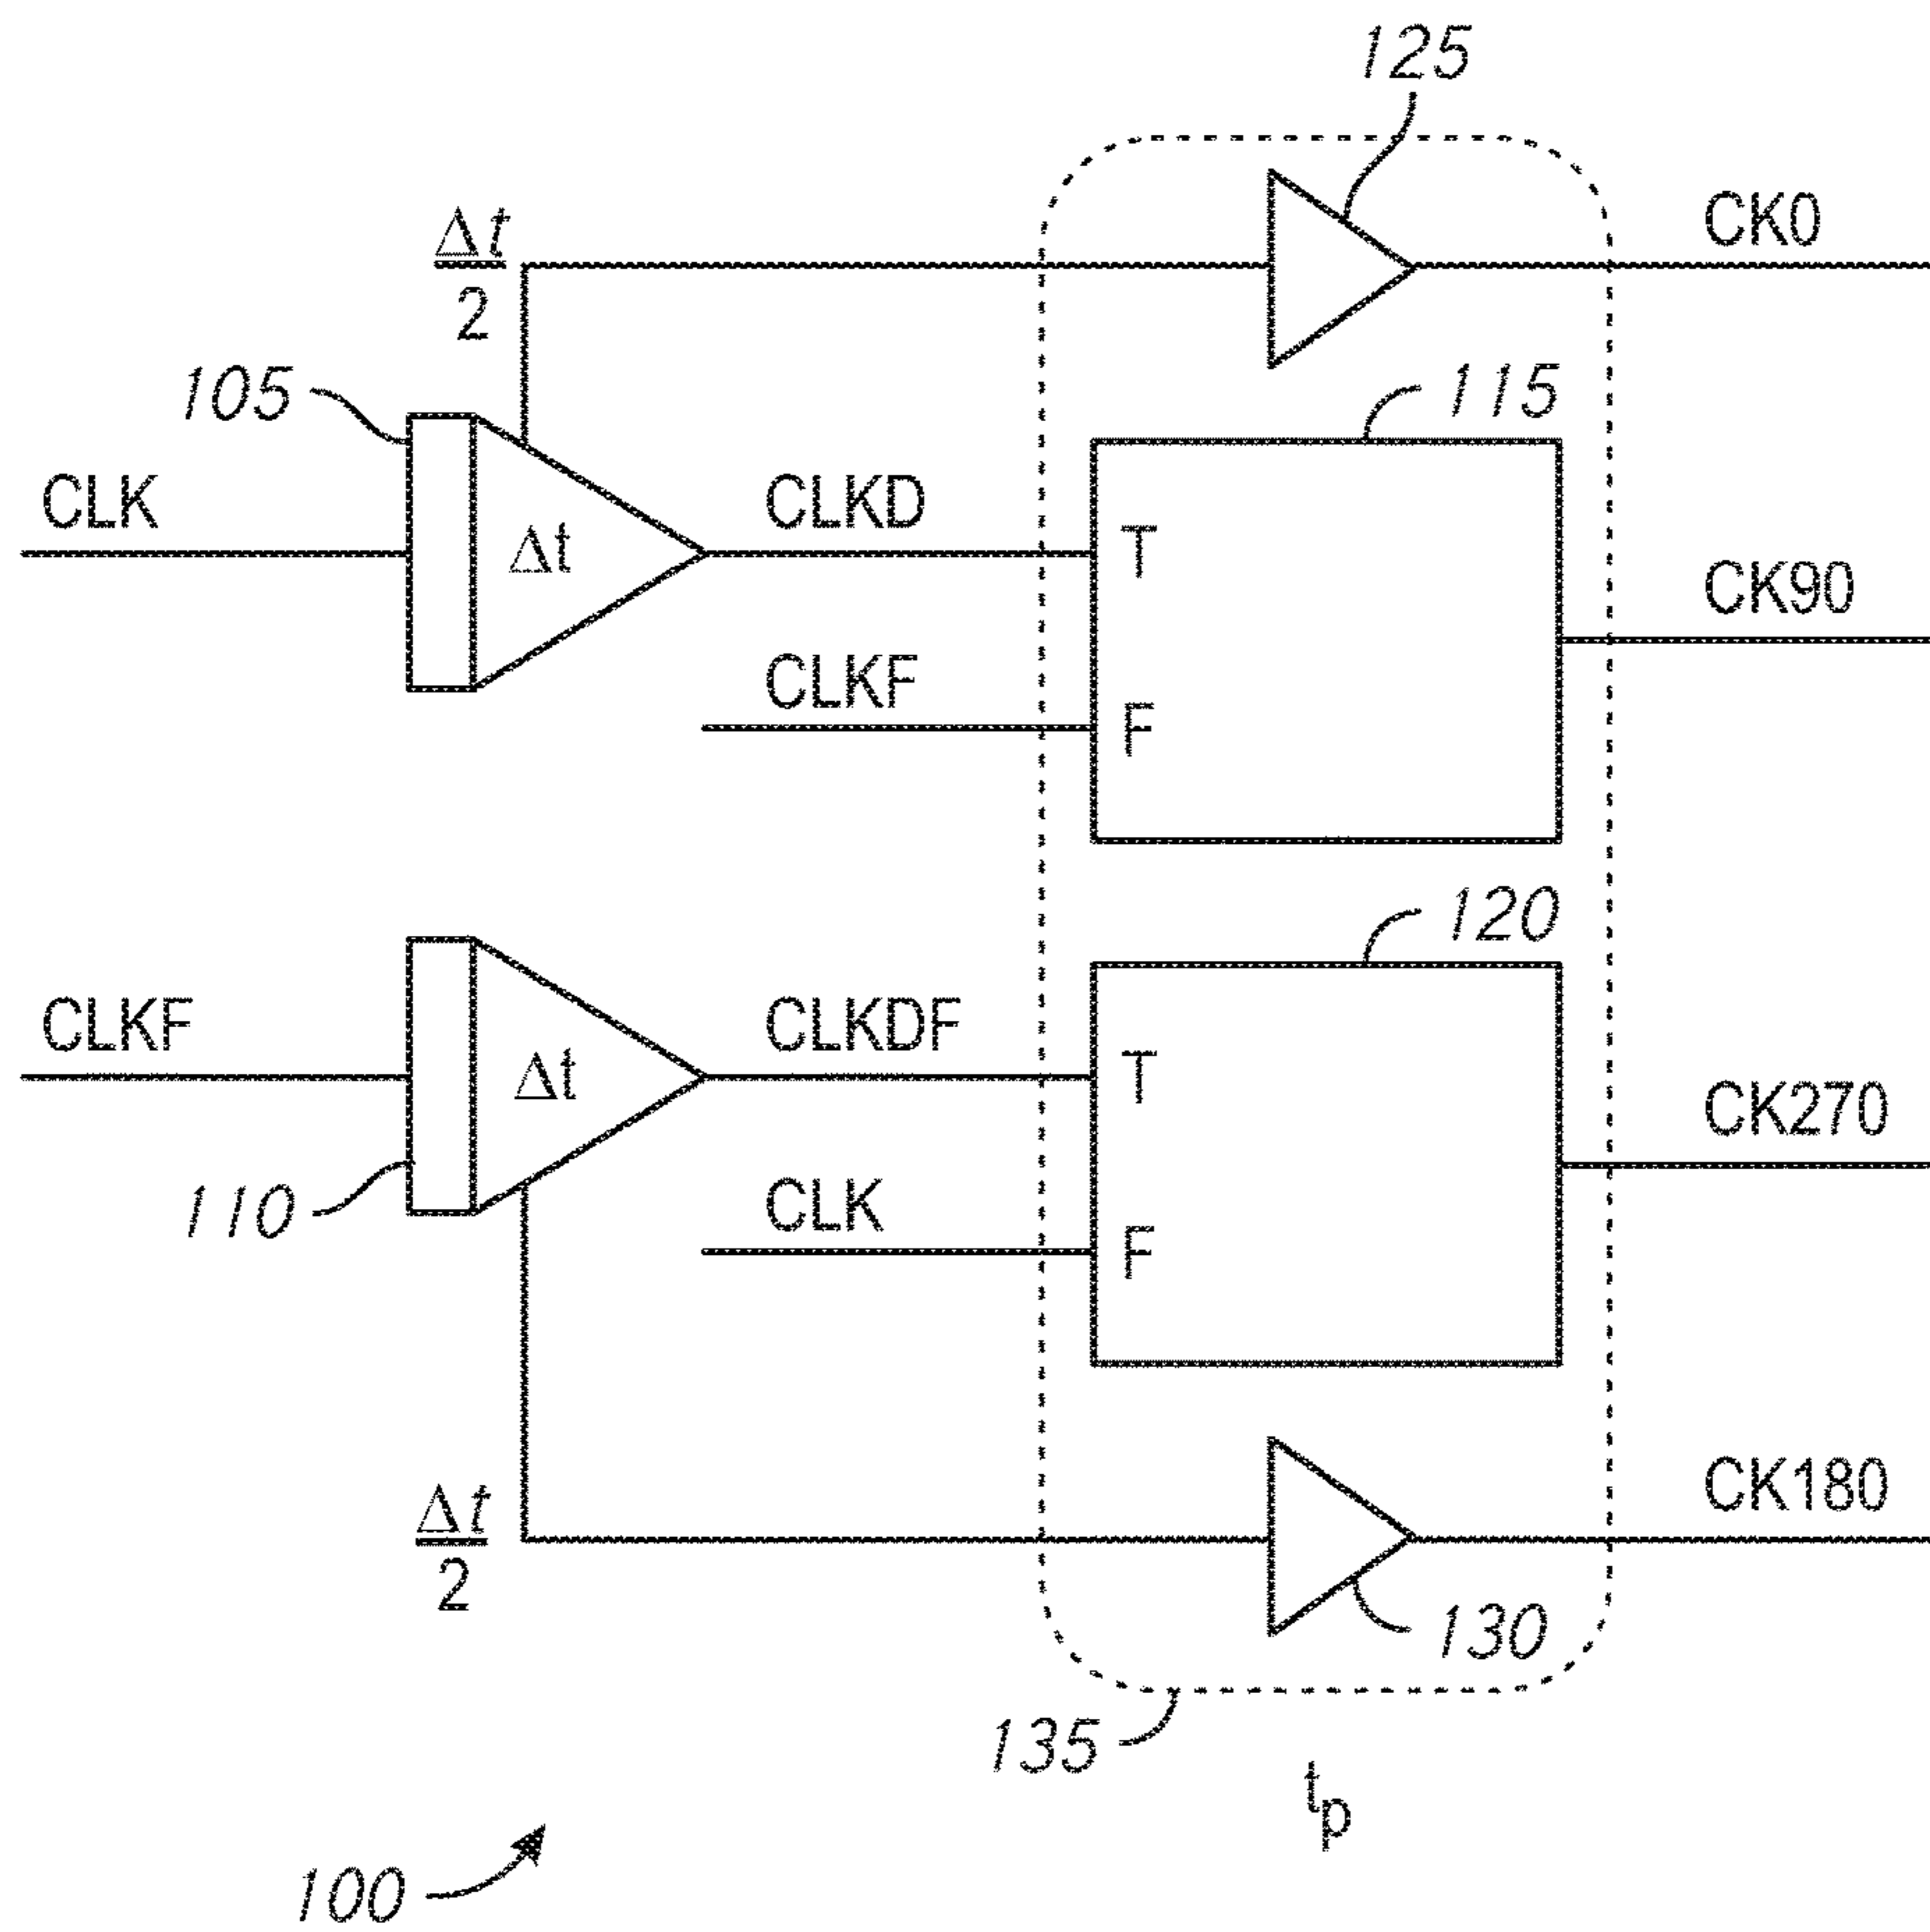 125
CK0
Δt
2
105
115
CLK
CLKD
T
Δt
CK90
CLKF
F
120
CLKF
CLKDF
T
Δt
CK270
110
CLK
F
Δt
2
CK180
130
135
tp
100